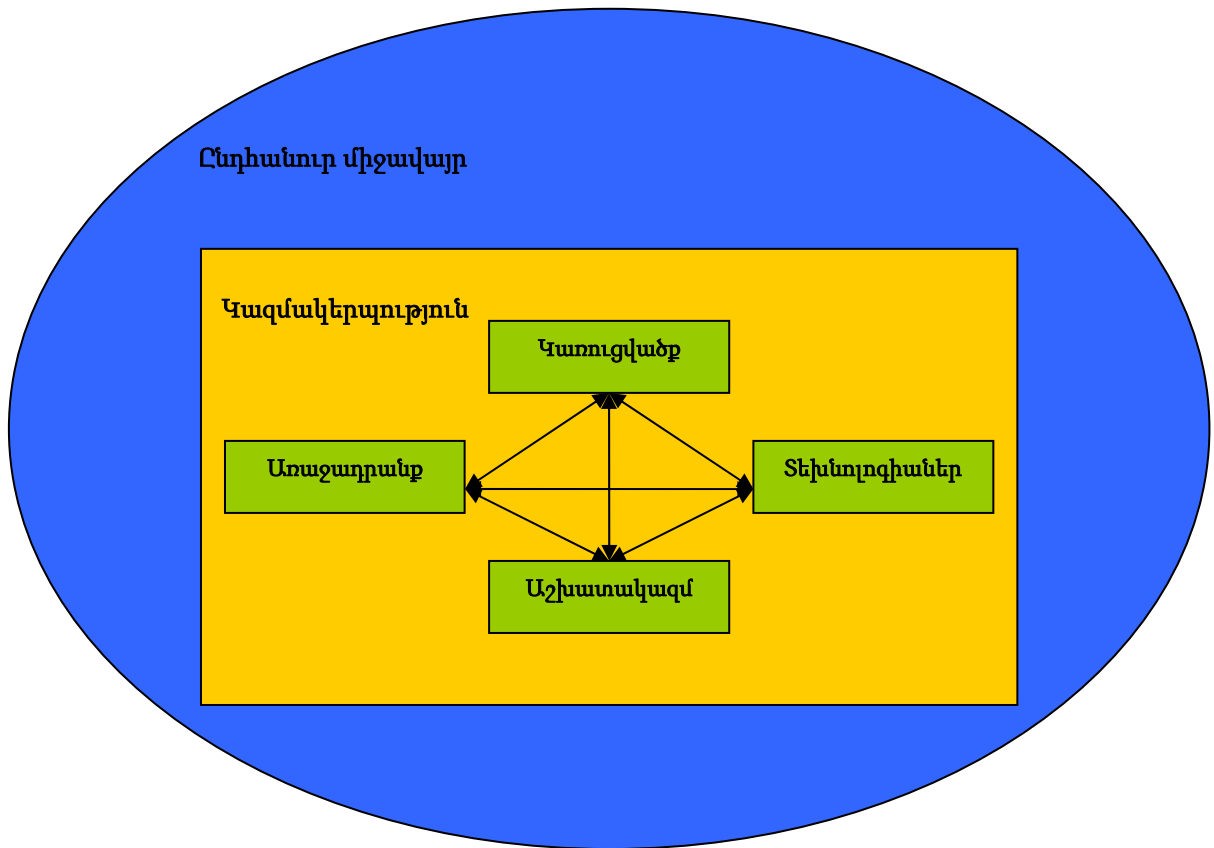 Ընդհանուր միջավայր
Կազմակերպություն
Կառուցվածք
Առաջադրանք
Տեխնոլոգիաներ
Աշխատակազմ